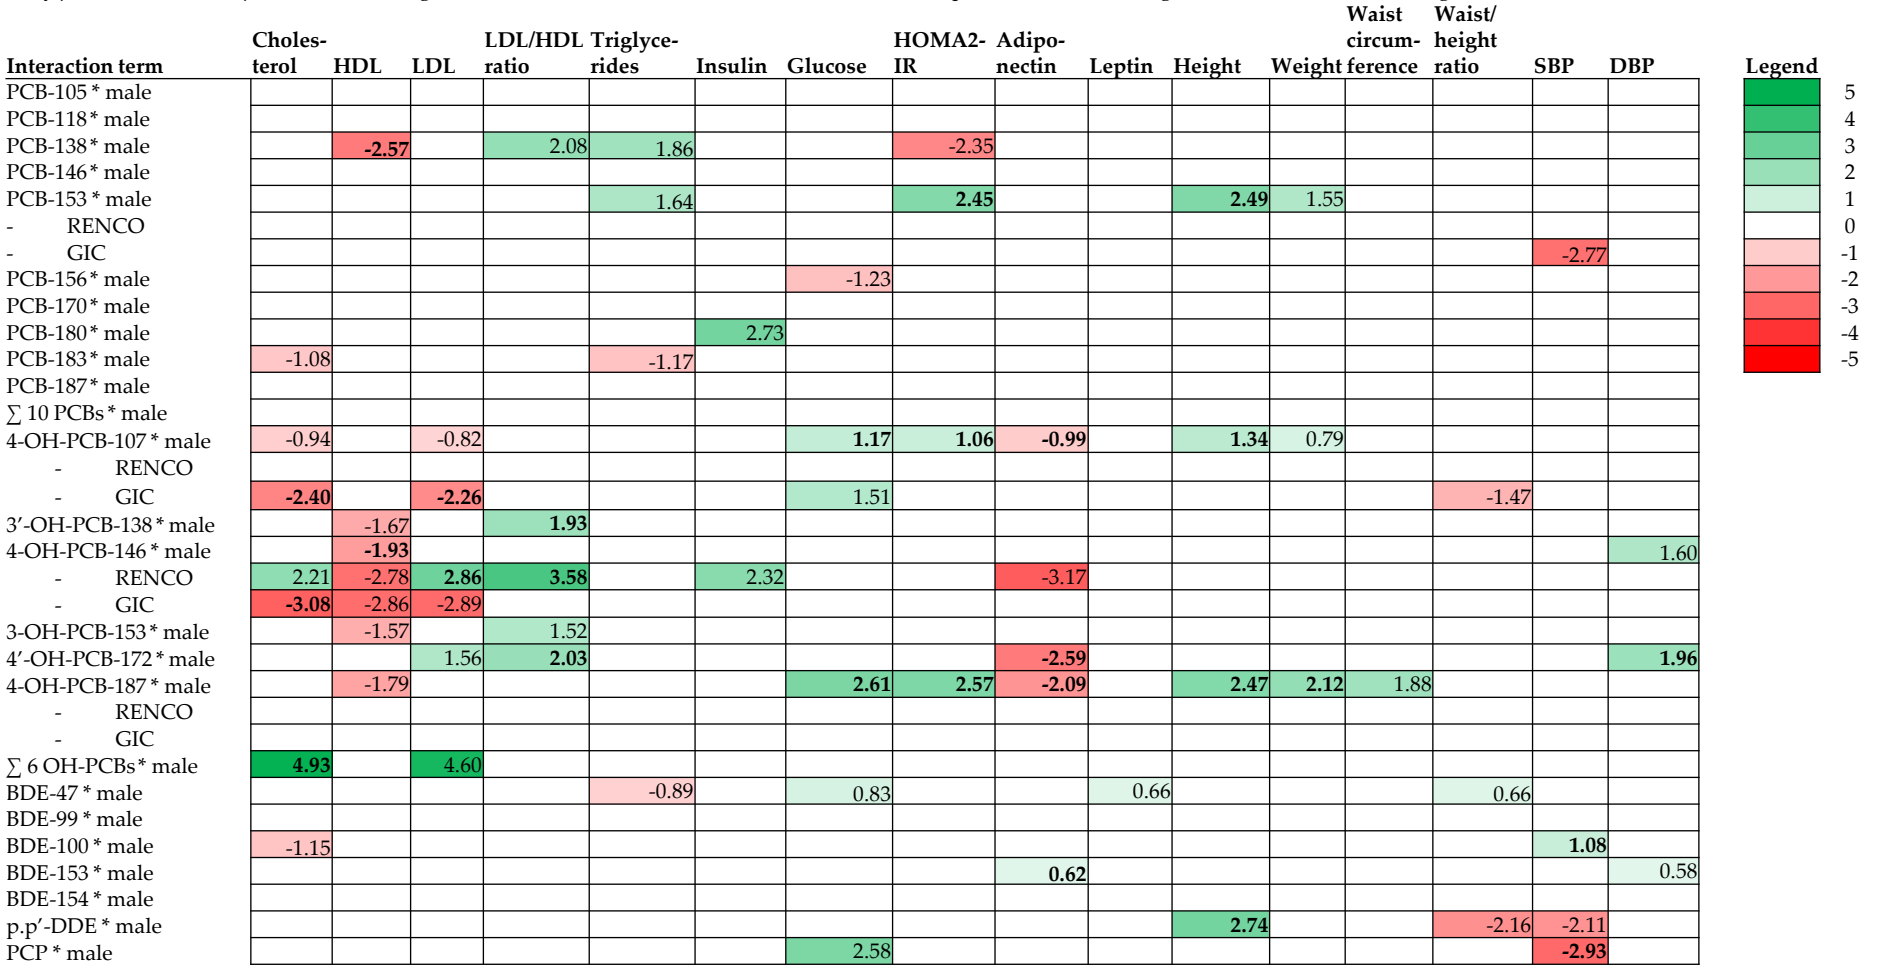 Waist Waist/
Choles- LDL/HDL Triglyce- HOMA2- Adipo- circum- height
Interaction term terol HDL LDL ratio rides Insulin Glucose IR nectin Leptin Height Weight ference ratio SBP DBP Legend
PCB-105 * male 5
PCB-118 * male 4
PCB-138 * male -2.57 2.08 1.86 -2.35 3
PCB-146 * male 2
PCB-153 * male 1.64 2.45 2.49 1.55 1
- RENCO 0
- GIC -2.77 -1
PCB-156 * male -1.23 -2
PCB-170 * male -3
PCB-180 * male 2.73 -4
PCB-183 * male -1.08 -1.17 -5
PCB-187 * male
∑ 10 PCBs * male
4-OH-PCB-107 * male -0.94 -0.82 1.17 1.06 -0.99 1.34 0.79
- RENCO
- GIC -2.40 -2.26 1.51 -1.47
3′-OH-PCB-138 * male -1.67 1.93
4-OH-PCB-146 * male -1.93 1.60
- RENCO 2.21 -2.78 2.86 3.58 2.32 -3.17
- GIC -3.08 -2.86 -2.89
3-OH-PCB-153 * male -1.57 1.52
4′-OH-PCB-172 * male 1.56 2.03 -2.59 1.96
4-OH-PCB-187 * male -1.79 2.61 2.57 -2.09 2.47 2.12 1.88
- RENCO
- GIC
∑ 6 OH-PCBs * male 4.93 4.60
BDE-47 * male -0.89 0.83 0.66 0.66
BDE-99 * male
BDE-100 * male -1.15 1.08
BDE-153 * male 0.62 0.58
BDE-154 * male
p.p′-DDE * male 2.74 -2.16 -2.11
PCP * male 2.58 -2.93